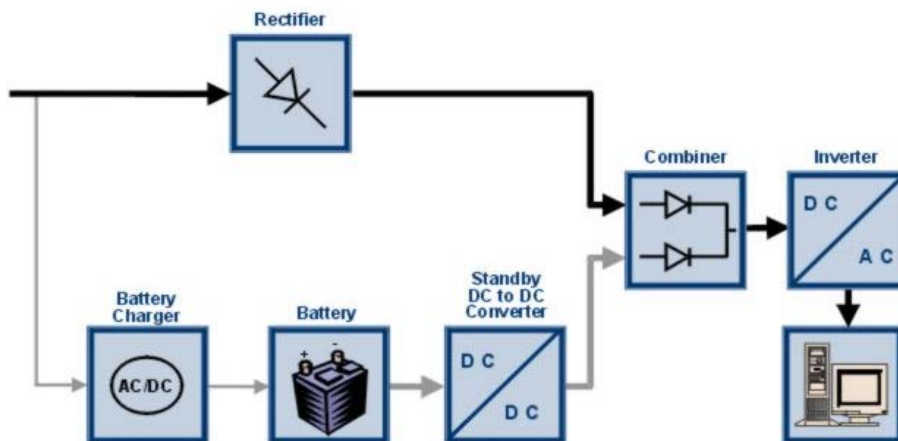 Rectifier
Combiner
Inverter
D C
A C
Battery
Charger
Battery
Standby
DC to DC
Converter
AC/DC
+ -
D C
D C